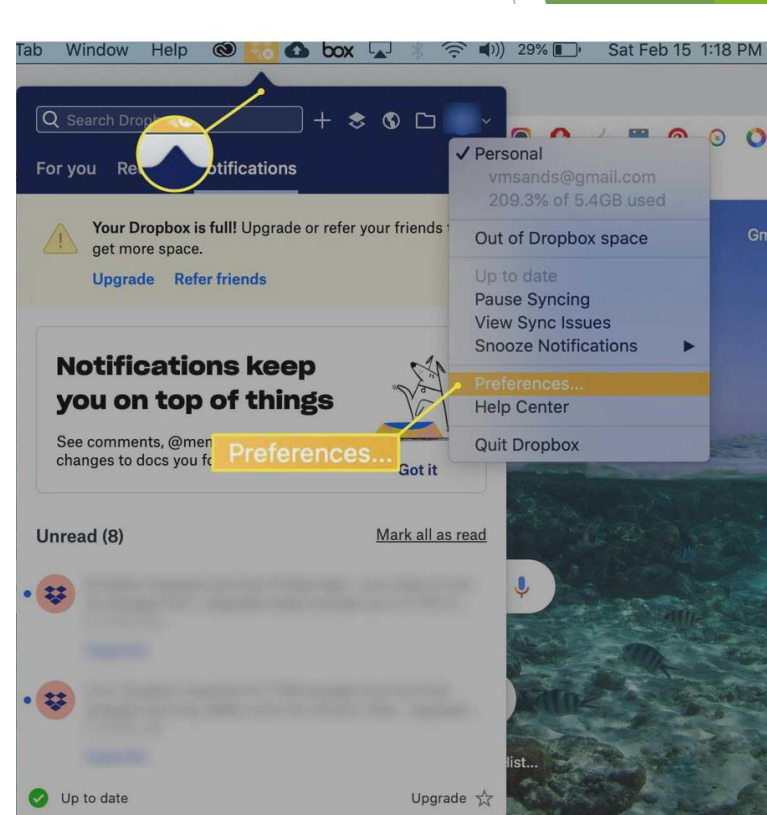 Tab Window Help box 29% Sat Feb 15 1:18 PM
Search Drop
For you Re otifications
Personal
vmsands@gmail.com
209.3% of 5.4GB used
Out of Dropbox space
Up to date
Pause Syncing
View Sync Issues
Snooze Notifications
Preferences...
Help Center
Quit Dropbox
Your Dropbox is full! Upgrade or refer your friends
get more space.
Upgrade Refer friends
Notifications keep
you on top of things
See comments, @men
changes to docs you fo
Preferences...
Got it
Unread (8) Mark all as read
Up to date Upgrade
Gm
Hist...